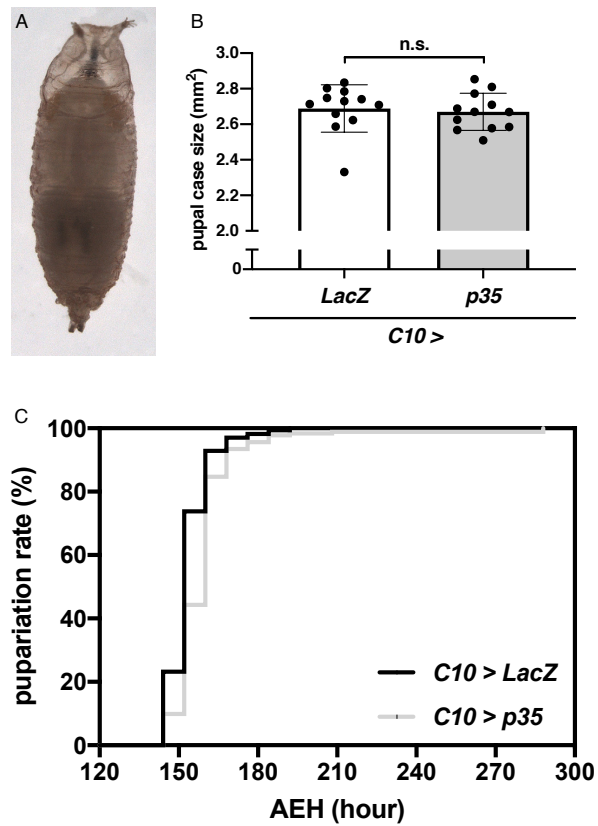 A
B
n.s.
pupal case size (mm2)
3.0
2.8
2.6
2.4
2.2
2.0
0
LacZ
p35
C10 >
C
pupariation rate (%)
100
80
60
40
20
0
C10 > LacZ
C10 > p35
120
150
180
210
240
270
300
AEH (hour)